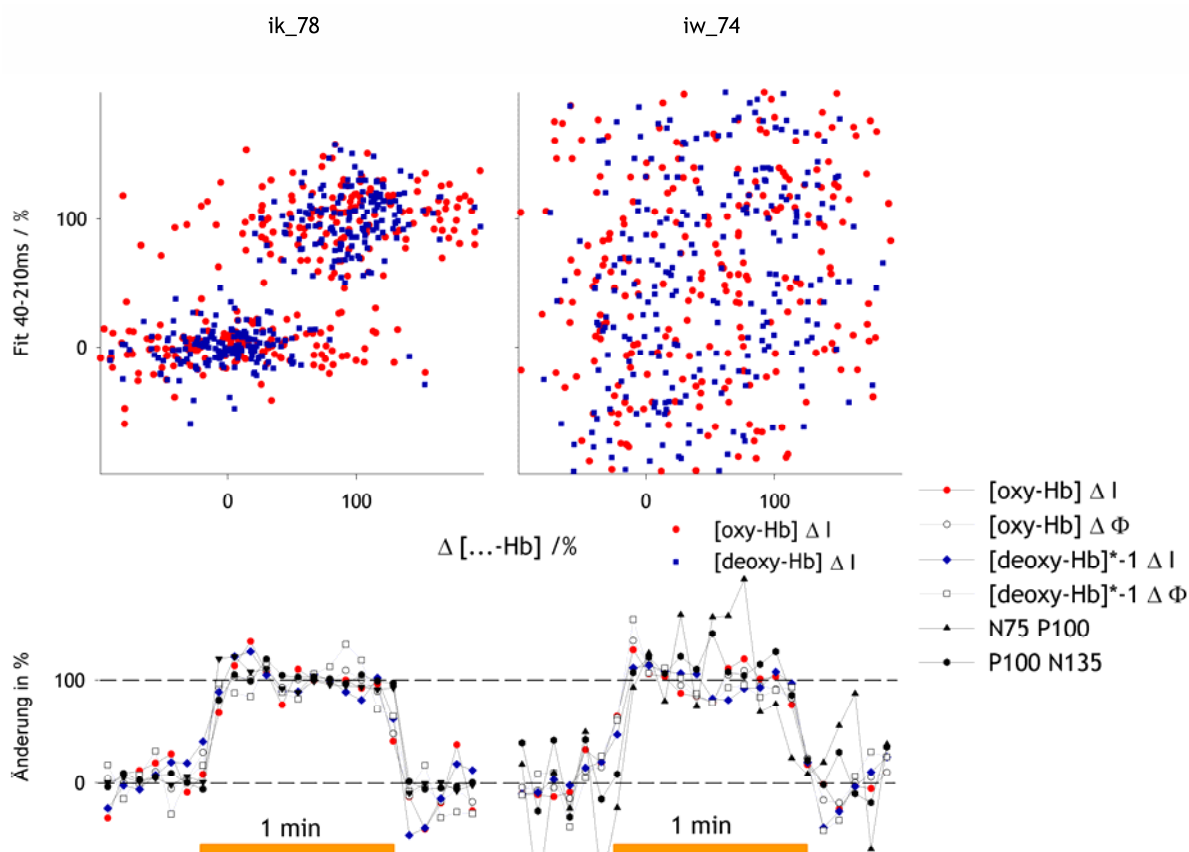 ik_78
iw_74
Fit 40-210ms / %
100
0
0
100
0
100
Δ [...-Hb] /%
[oxy-Hb] Δ I
[deoxy-Hb] Δ I
[oxy-Hb] Δ I
[oxy-Hb] Δ Φ
[deoxy-Hb]*-1 Δ I
[deoxy-Hb]*-1 Δ Φ
N75 P100
P100 N135
Änderung in %
100
0
1 min
1 min